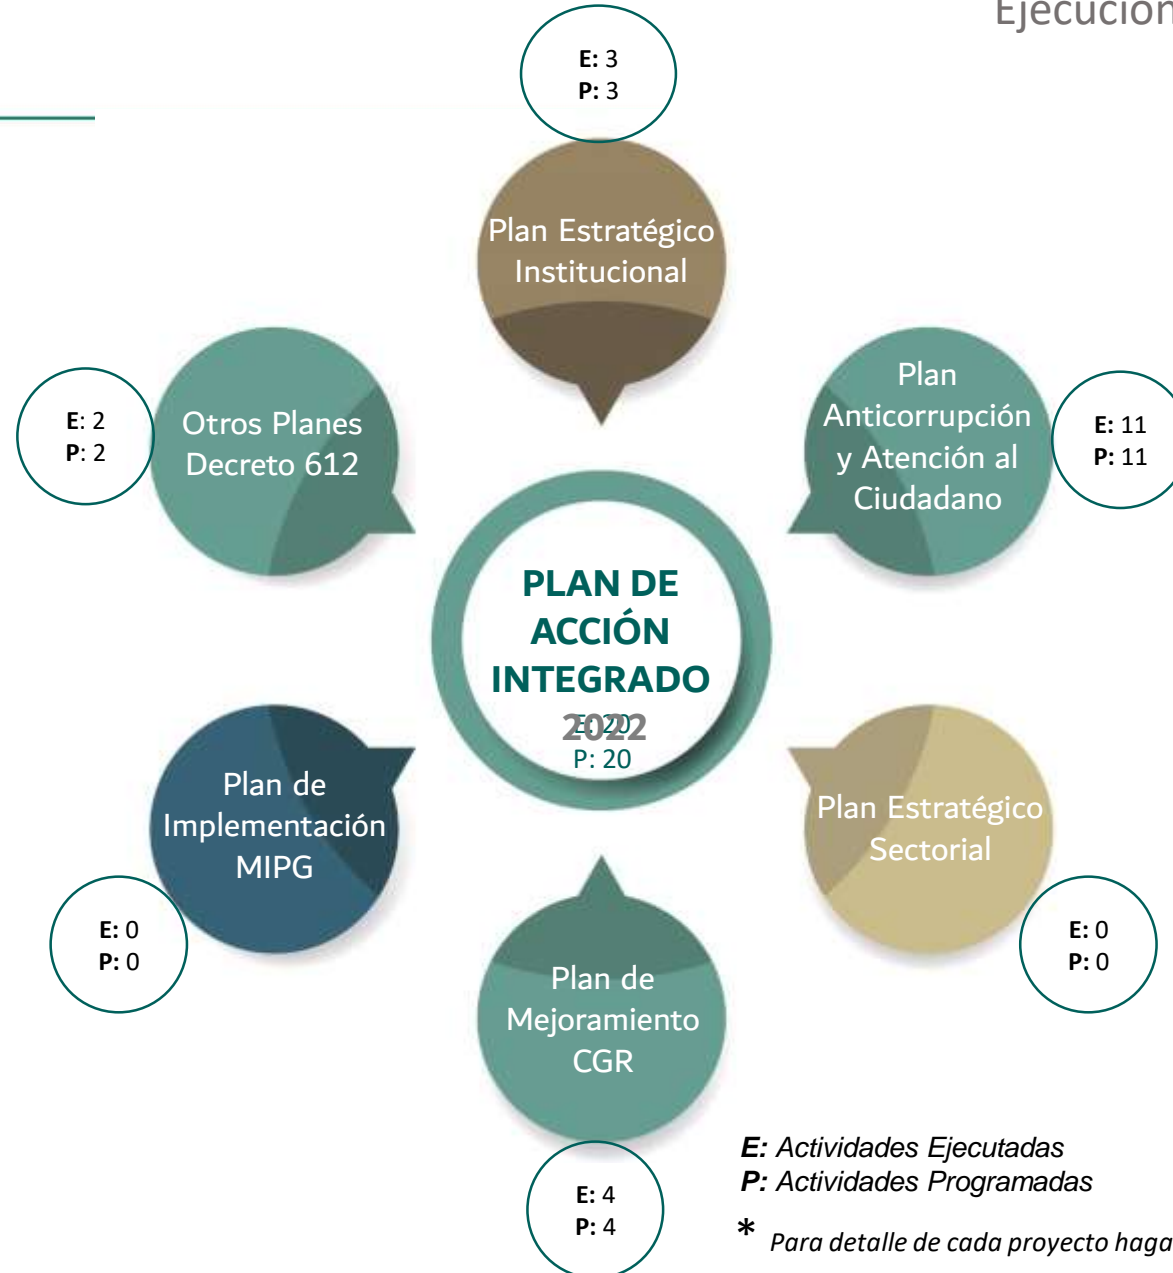 Ejecución
E: 3
P: 3
Plan Estratégico
Institucional
Plan
Anticorrupción
y Atención al
Ciudadano
E: 11
P: 11
E: 2
P: 2
Otros Planes
Decreto 612
PLAN DE
ACCIÓN
INTEGRADO
2022
E: 20
P: 20
Plan de
Implementación
MIPG
E: 0
P: 0
Plan Estratégico
Sectorial
E: 0
P: 0
Plan de
Mejoramiento
CGR
E: 4
P: 4
E: Actividades Ejecutadas
P: Actividades Programadas
* Para detalle de cada proyecto haga